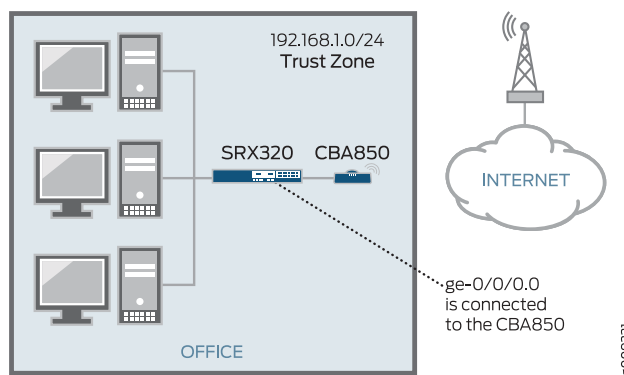 192.168.1.0/24
Trust Zone
SRX320
CBA850
INTERNET
ge-0/0/0.0
is connected
to the CBA850
OFFICE